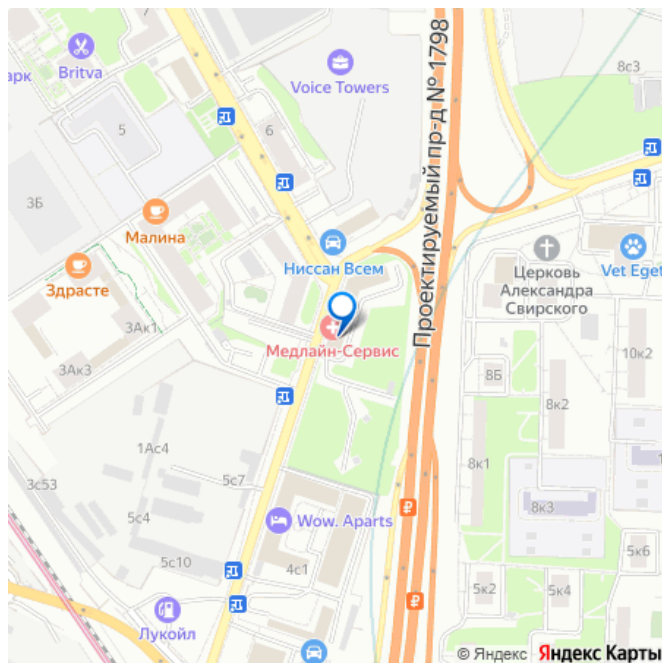 8с3
арк
Britva
Voice Towers
5
6
3Б
Малина
Проектируемый пр-д № 1798
Ниссан Всем
Церковь
Александра
Свирского
Vet Eget
Здрасте
3Ак1
Медлайн-Сервис
3Ак3
8Б
10к2
8к2
1Ас4
5с7
3с53
8к1
1
5с4
8к3
Wow. Aparts
5с10
4с1
5к6
5к2
5к4
Лукойл
© Яндекс Яндекс Карты